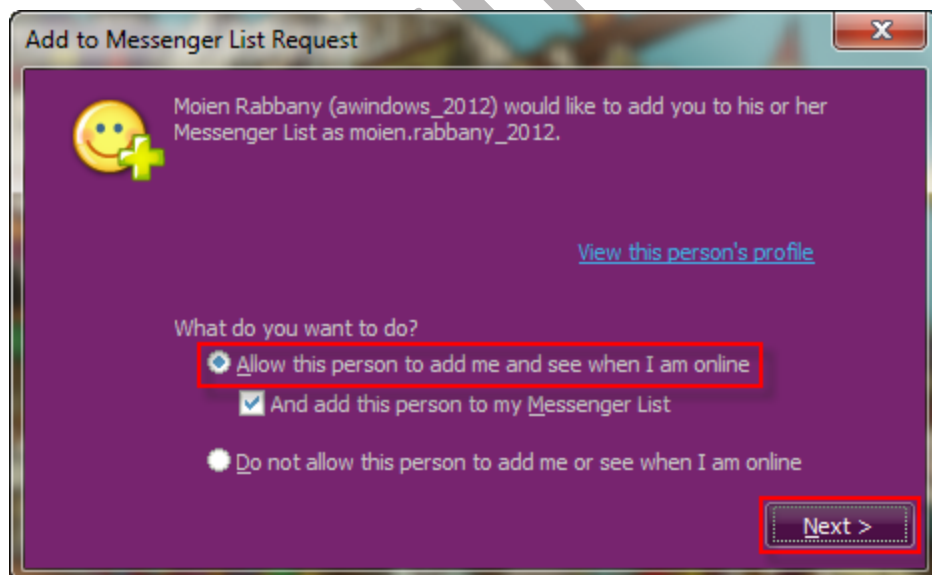 Add to Messenger List Request
Moien Rabbany (awindows_2012) would like to add you to his or her
Messenger List as moien.rabbany_2012.
View this person's profile
What do you want to do?
Allow this person to add me and see when I am online
And add this person to my Messenger List
Do not allow this person to add me or see when I am online
Next >